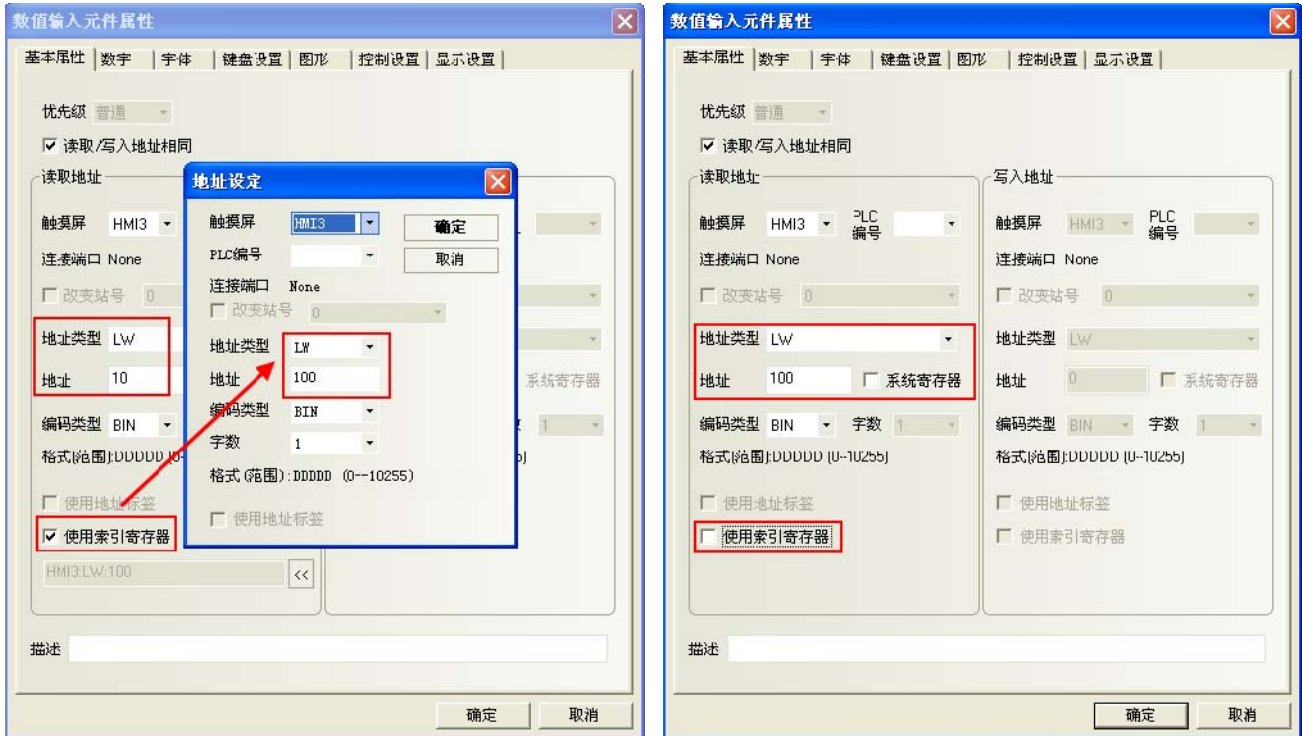 数值输入元件属性
基本属性 数字 字体 键盘设置 图形 控制设置 显示设置
优先级 普通
读取/写入地址相同
读取地址
触摸屏 HMI3
连接端口 None
改变站号 0
地址类型 LW
地址 10
系统寄存器
编码类型 BIN
1
格式(范围):DDDDD (0
使用地址标签
使用索引寄存器
HMI3:LW:100 <<
描述
确定 取消
地址设定
触摸屏 HMI3 确定
PLC编号 取消
连接端口 None
改变站号 0
地址类型 LW
地址 100
编码类型 BIN
字数 1
格式(范围):DDDDD (0--10255)
使用地址标签
数值输入元件属性
基本属性 数字 字体 键盘设置 图形 控制设置 显示设置
优先级 普通
读取/写入地址相同
读取地址
触摸屏 HMI3 PLC编号
连接端口 None
改变站号 0
地址类型 LW
地址 100 系统寄存器
编码类型 BIN 字数 1
格式(范围):DDDDD (0--10255)
使用地址标签
使用索引寄存器
写入地址
触摸屏 HMI3 PLC编号
连接端口 None
改变站号 0
地址类型 LW
地址 0 系统寄存器
编码类型 BIN 字数 1
格式(范围):DDDDD (0--10255)
使用地址标签
使用索引寄存器
描述
确定 取消